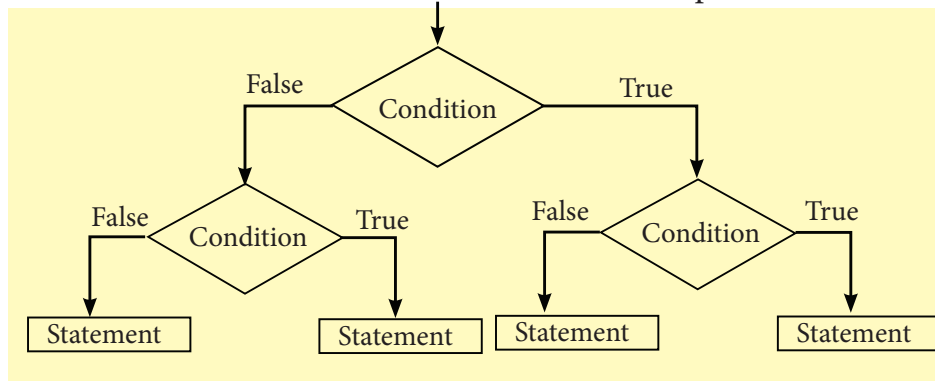 False
True
Condition
False
True
Condition
False
True
Condition
Statement
Statement
Statement
Statement